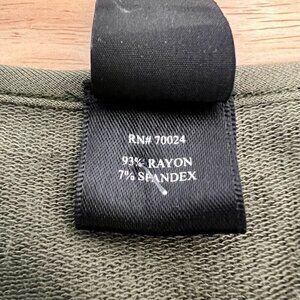 RN# 70024
93% RAYON
7% SPANDEX